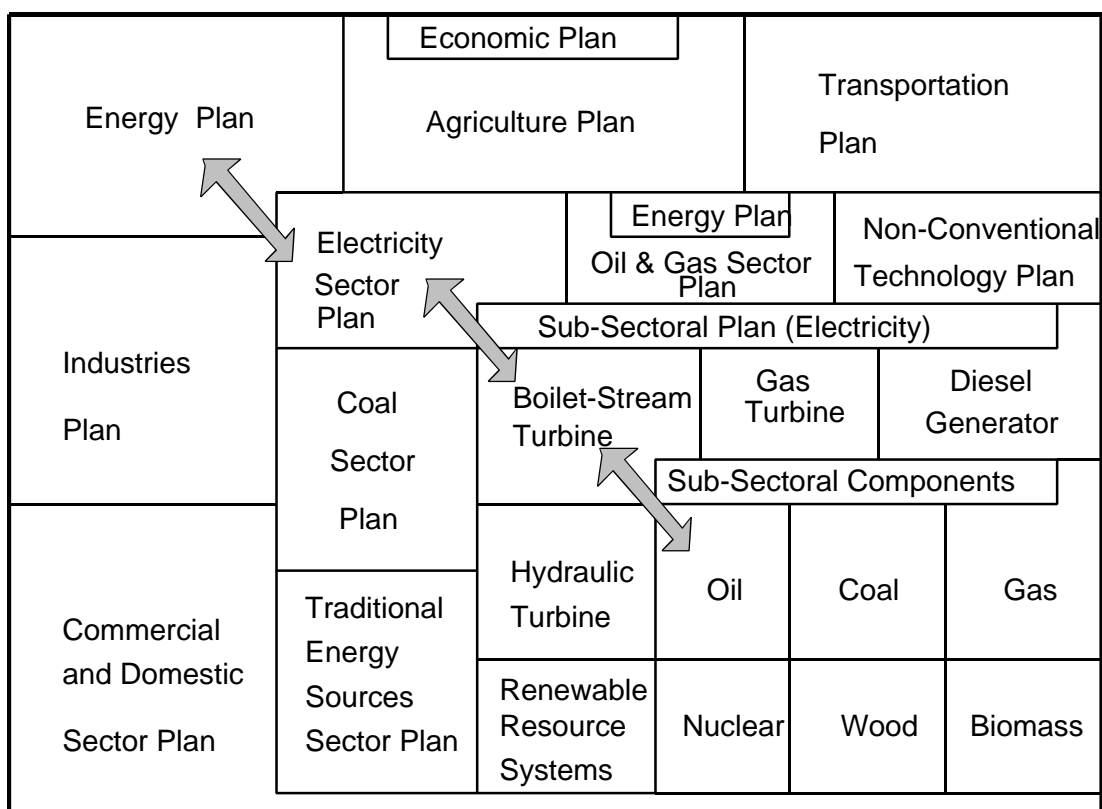 Economic Plan
Energy Plan
Agriculture Plan
Transportation
Plan
Electricity
Sector
Plan
Energy Plan
Oil & Gas Sector
Plan
Non-Conventional
Technology Plan
Sub-Sectoral Plan (Electricity)
Industries
Plan
Coal
Sector
Plan
Boilet-Stream
Turbine
Gas
Turbine
Diesel
Generator
Sub-Sectoral Components
Commercial
and Domestic
Sector Plan
Traditional
Energy
Sources
Sector Plan
Hydraulic
Turbine
Oil
Coal
Gas
Renewable
Resource
Systems
Nuclear
Wood
Biomass